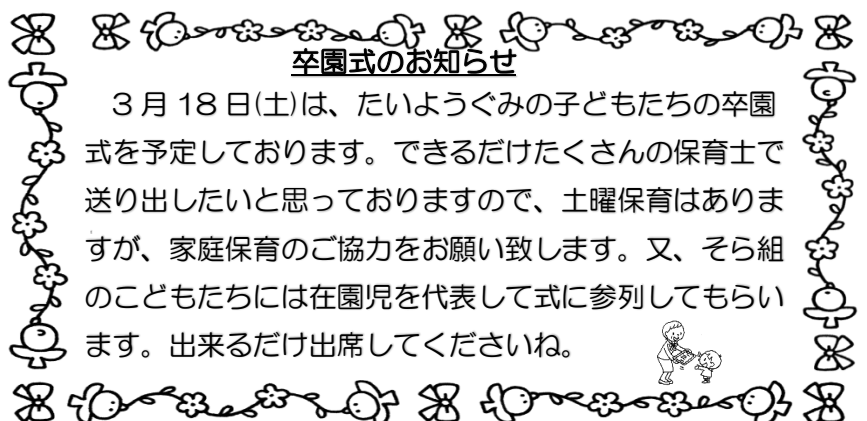 卒園式のお知らせ
3月18日(土)は、たいようぐみの子どもたちの卒園
式を予定しております。できるだけたくさんの保育士で
送り出したいと思っておりますので、土曜保育はありま
すが、家庭保育のご協力をお願い致します。又、そら組
のこどもたちには在園児を代表して式に参列してもらい
ます。出来るだけ出席してくださいね。